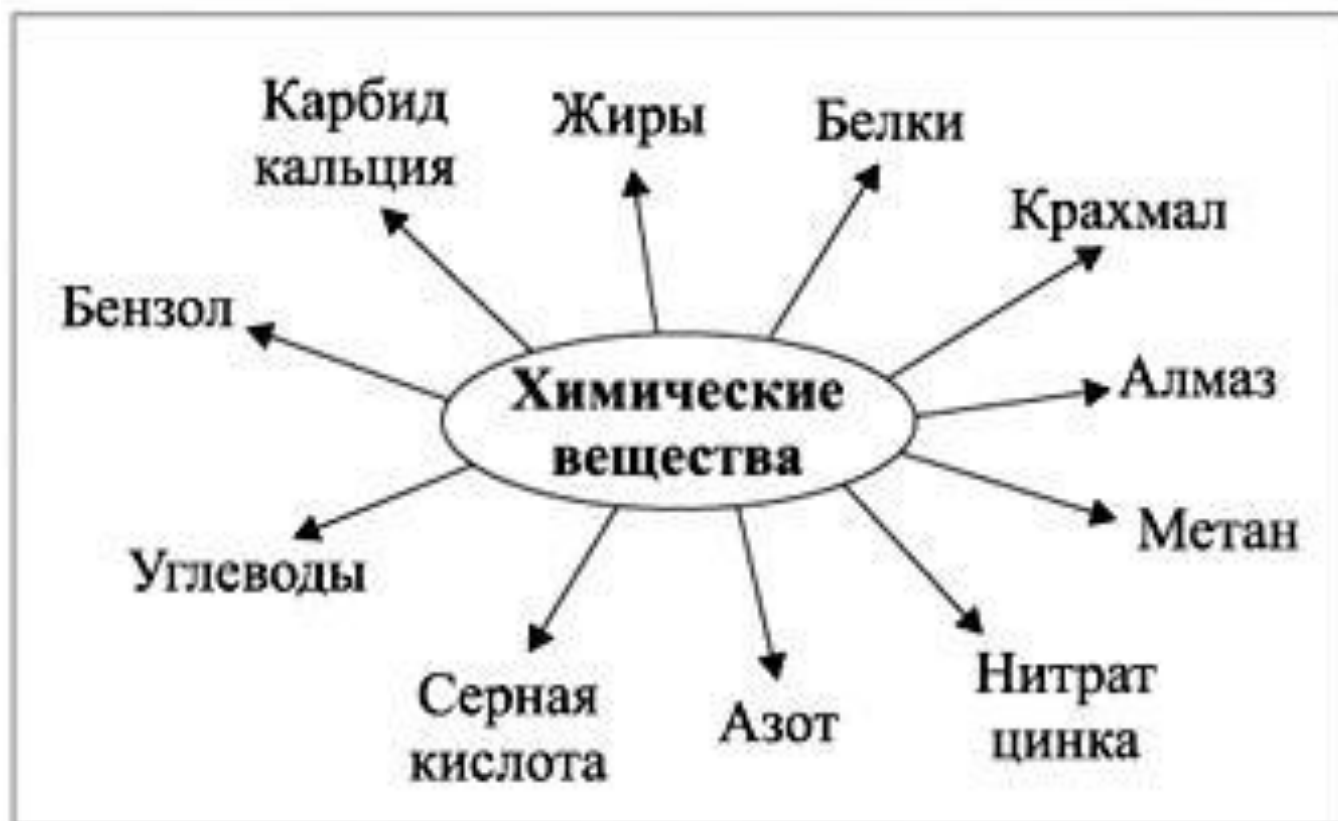 Карбид
кальция
Жиры
Белки
Крахмал
Бензол
Химические
вещества
Алмаз
Метан
Углеводы
Серная
кислота
Азот
Нитрат
цинка